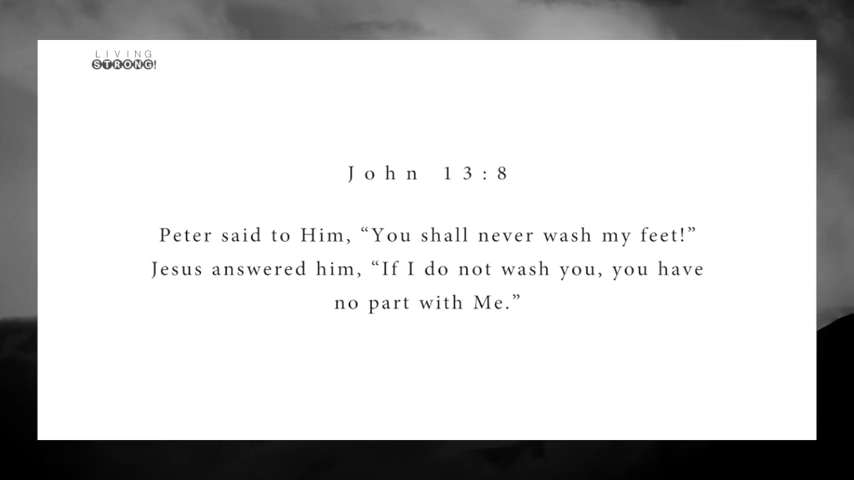 LIVING
STRONG!
John 13:8
Peter said to Him, “You shall never wash my feet!”
Jesus answered him, “If I do not wash you, you have
no part with Me.”